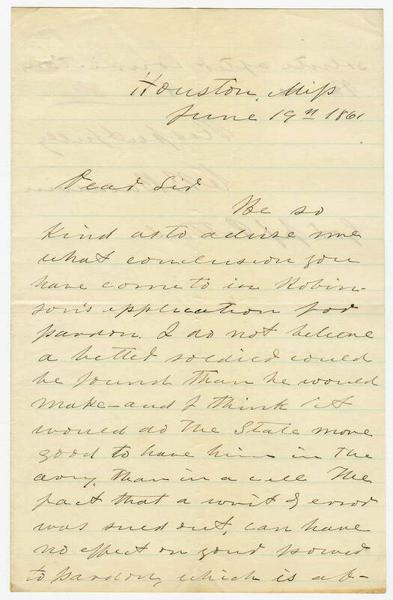 Houston, Miss
June 19th 1861
Dear Sir
Be so
kind as to advise me
what conclusion you
have come to in Robin-
son's application for
pardon. I do not believe
a better soldier could
be found than he would
make—and I think it
would do the State more
good to have him in the
army, than in a cell. The
fact that a writ of error
was sued out, can have
no effect on your power
to pardon, which is ab-